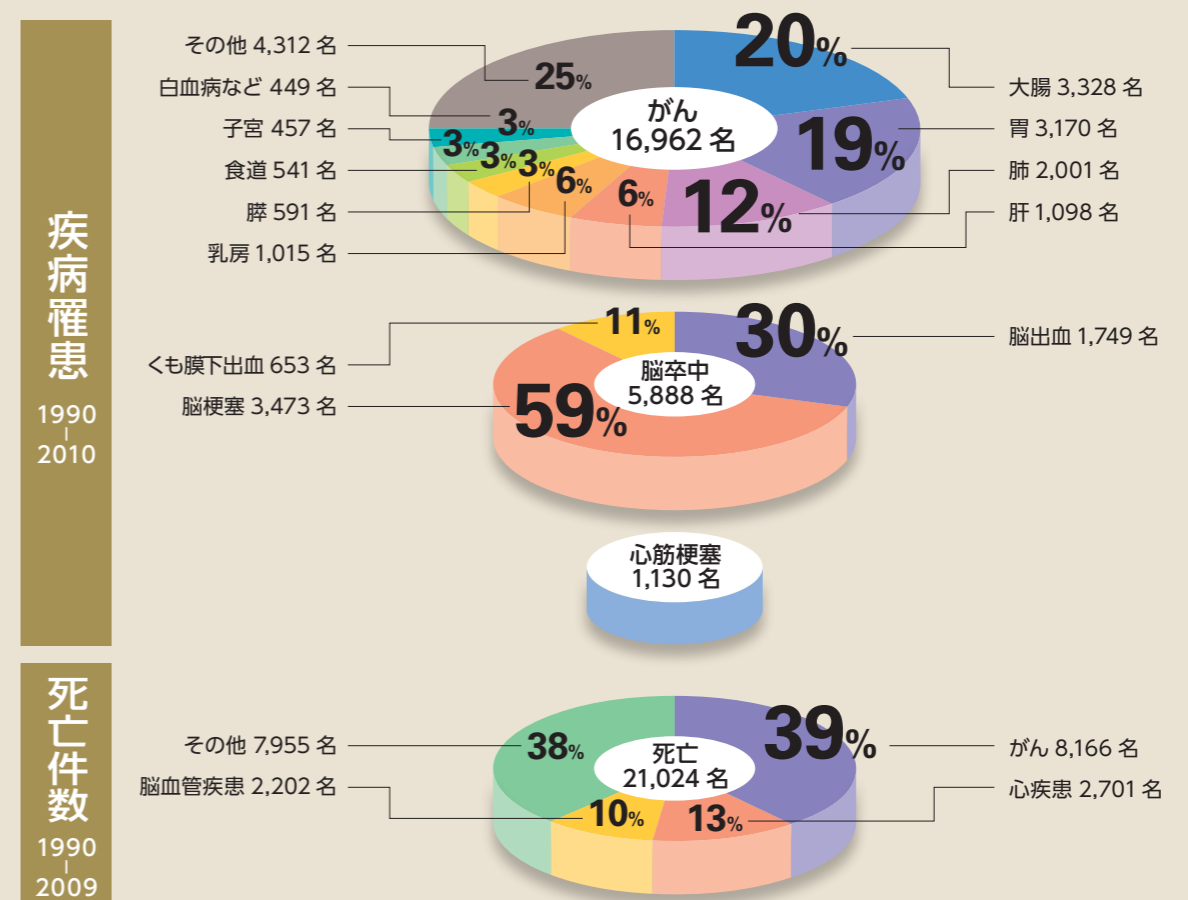 疾病罹患
1990
|
2010
がん
16,962 名
20%
大腸 3,328 名
19%
胃 3,170 名
12%
肺 2,001 名
6%
肝 1,098 名
6%
乳房 1,015 名
3%
膵 591 名
3%
食道 541 名
3%
子宮 457 名
3%
白血病など 449 名
25%
その他 4,312 名
脳卒中
5,888 名
30%
脳出血 1,749 名
59%
脳梗塞 3,473 名
11%
くも膜下出血 653 名
心筋梗塞
1,130 名
死亡件数
1990
|
2009
死亡
21,024 名
39%
がん 8,166 名
13%
心疾患 2,701 名
10%
脳血管疾患 2,202 名
38%
その他 7,955 名